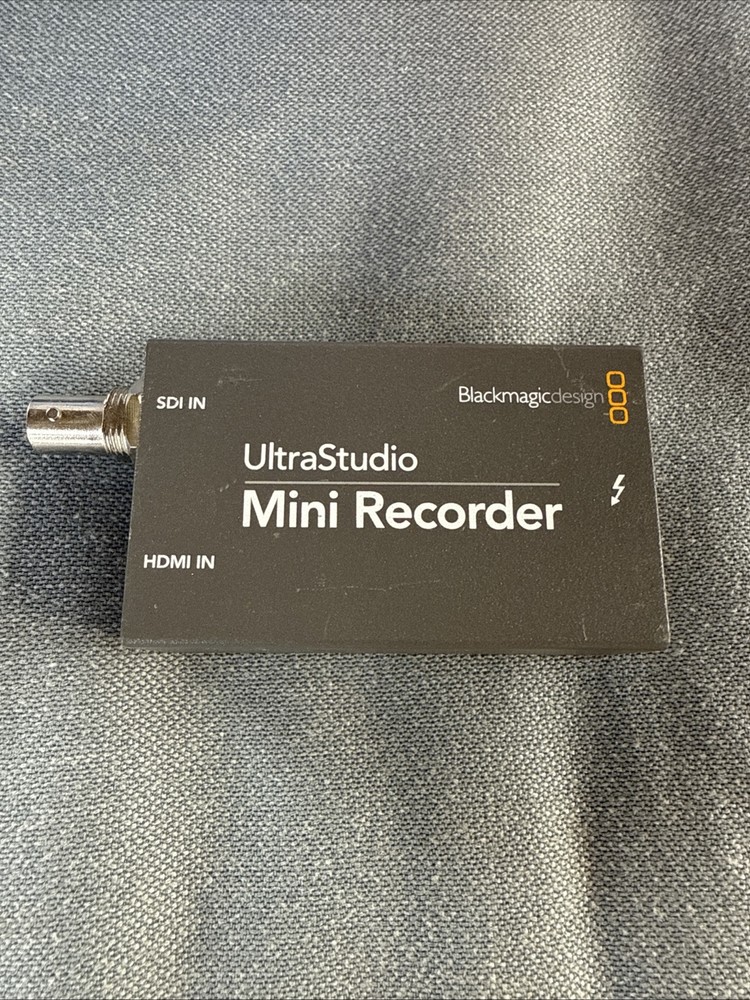 SDI IN
Blackmagicdesign
UltraStudio
Mini Recorder
HDMI IN